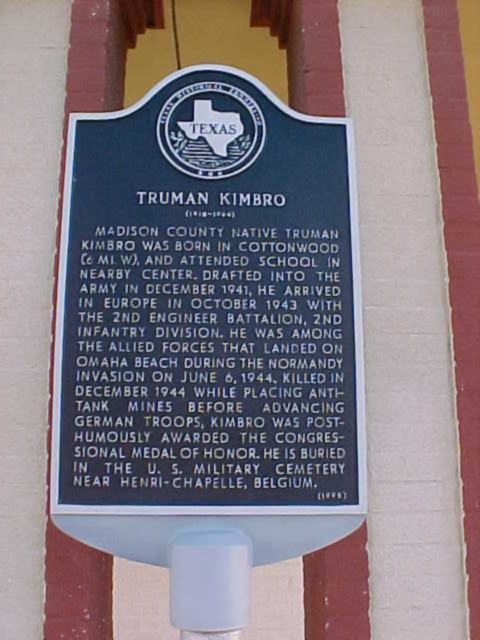 TEXAS HISTORICAL COMMISSION
TEXAS
TRUMAN KIMBRO
(1918-1944)
MADISON COUNTY NATIVE TRUMAN
KIMBRO WAS BORN IN COTTONWOOD
(6 MI. W), AND ATTENDED SCHOOL IN
NEARBY CENTER. DRAFTED INTO THE
ARMY IN DECEMBER 1941, HE ARRIVED
IN EUROPE IN OCTOBER 1943 WITH
THE 2ND ENGINEER BATTALION, 2ND
INFANTRY DIVISION. HE WAS AMONG
THE ALLIED FORCES THAT LANDED ON
OMAHA BEACH DURING THE NORMANDY
INVASION ON JUNE 6, 1944. KILLED IN
DECEMBER 1944 WHILE PLACING ANTI-
TANK MINES BEFORE ADVANCING
GERMAN TROOPS, KIMBRO WAS POST-
HUMOUSLY AWARDED THE CONGRES-
SIONAL MEDAL OF HONOR. HE IS BURIED
IN THE U. S. MILITARY CEMETERY
NEAR HENRI-CHAPELLE, BELGIUM.
(1998)